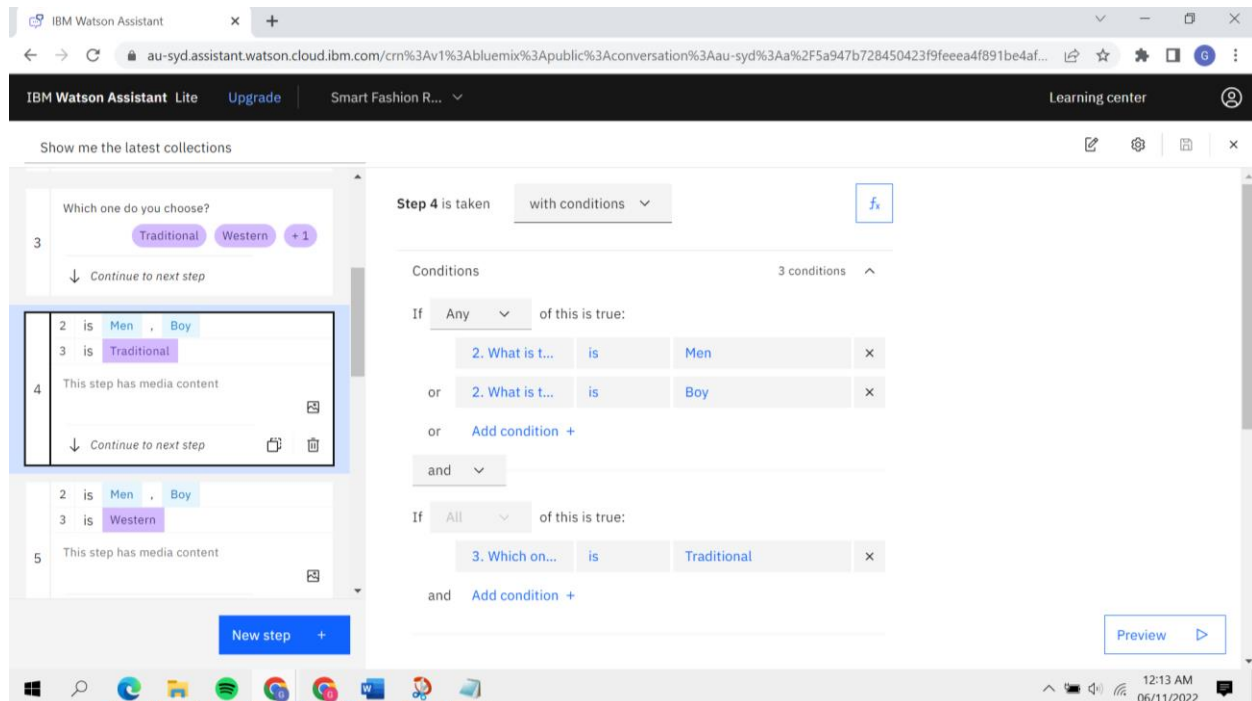 IBM Watson Assistant
au-syd.assistant.watson.cloud.ibm.com/crn%3Av1%3Abluemix%3Apublic%3Aconversation%3Aau-syd%3Aa%2F5a947b728450423f9feeea4f891be4af...
G
IBM Watson Assistant Lite Upgrade Smart Fashion R... Learning center
Show me the latest collections
Which one do you choose?
3 Traditional Western + 1
Continue to next step
2 is Men , Boy
3 is Traditional
4 This step has media content
Continue to next step
2 is Men , Boy
3 is Western
5 This step has media content
New step +
Step 4 is taken with conditions fx
Conditions 3 conditions
If Any of this is true:
2. What is t... is Men ×
or 2. What is t... is Boy ×
or Add condition +
and
If All of this is true:
3. Which on... is Traditional ×
and Add condition +
Preview
12:13 AM
06/11/2022